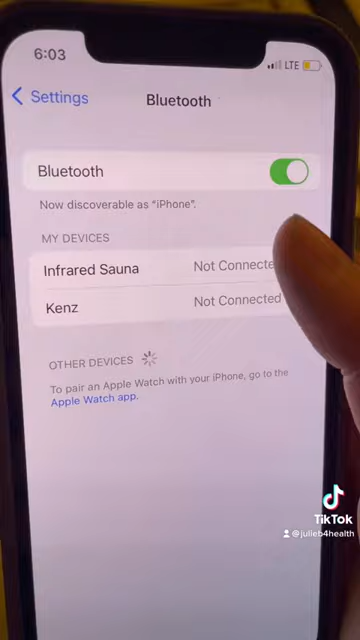 6:03
LTE
Settings
Bluetooth
Bluetooth
Now discoverable as “iPhone”.
MY DEVICES
Infrared Sauna Not Connecte
Kenz Not Connected
OTHER DEVICES
To pair an Apple Watch with your iPhone, go to the
Apple Watch app.
TikTok
@julieb4health